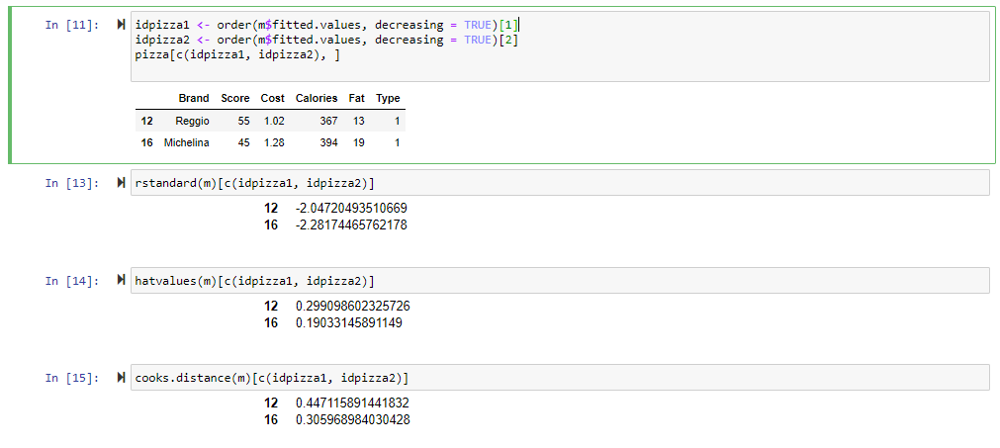 In [11]:
idpizza1 <- order(m$fitted.values, decreasing = TRUE)[1]
idpizza2 <- order(m$fitted.values, decreasing = TRUE)[2]
pizza[c(idpizza1, idpizza2), ]
Brand Score Cost Calories Fat Type
12 Reggio 55 1.02 367 13 1
16 Michelina 45 1.28 394 19 1
In [13]:
rstandard(m)[c(idpizza1, idpizza2)]
12 -2.04720493510669
16 -2.28174465762178
In [14]:
hatvalues(m)[c(idpizza1, idpizza2)]
12 0.299098602325726
16 0.19033145891149
In [15]:
cooks.distance(m)[c(idpizza1, idpizza2)]
12 0.447115891441832
16 0.305968984030428